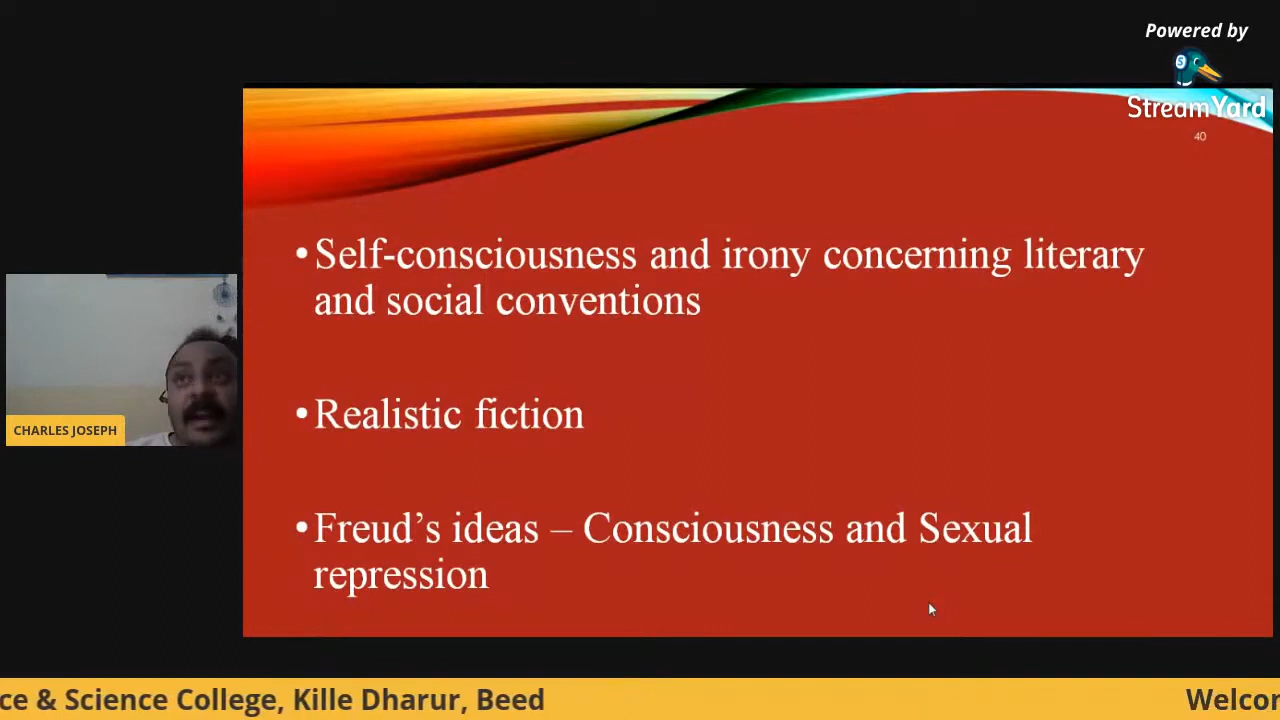 Powered by
StreamYard
40
• Self-consciousness and irony concerning literary
and social conventions
• Realistic fiction
• Freud’s ideas – Consciousness and Sexual
repression
CHARLES JOSEPH
ce & Science College, Kille Dharur, Beed
Welcor